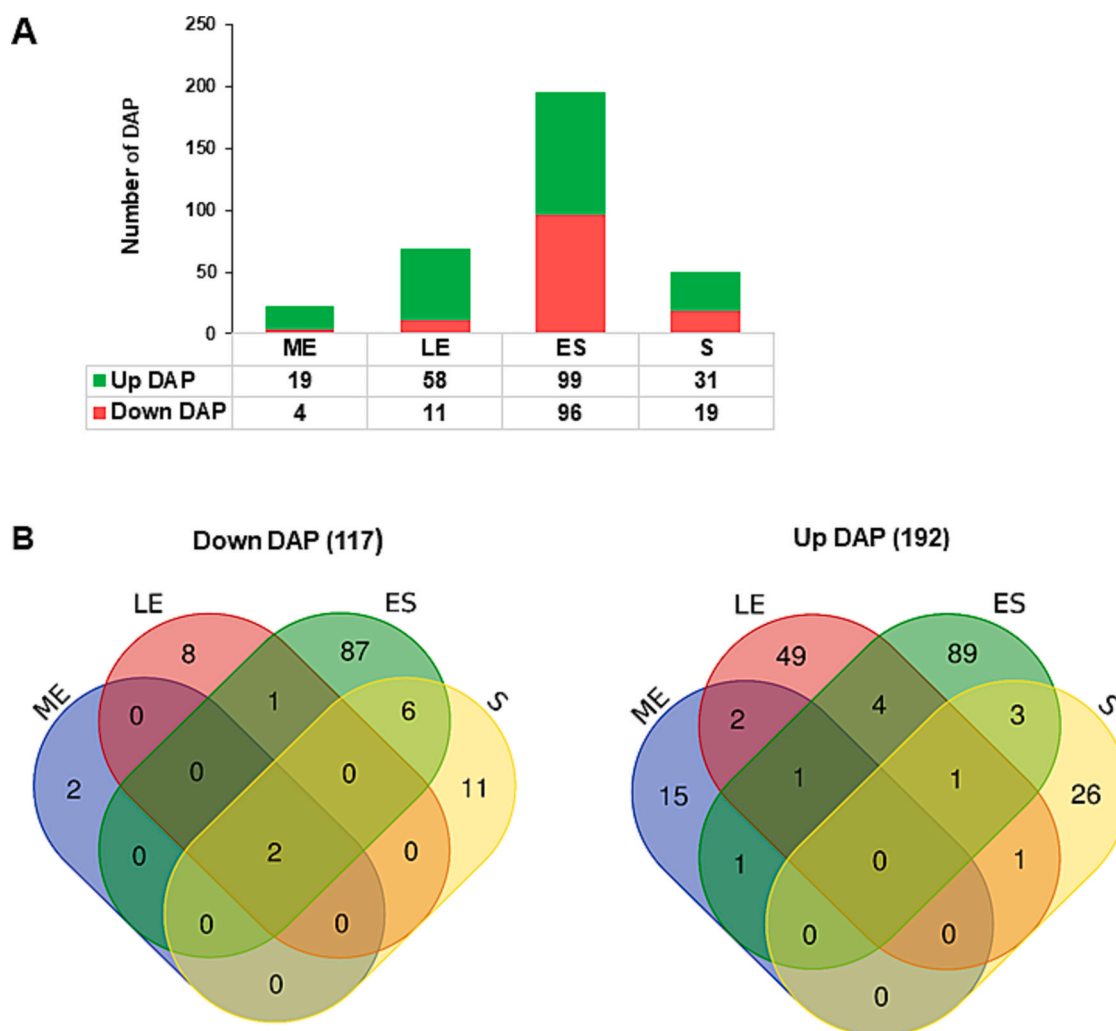 A
250
200
150
100
50
0
Number of DAP
ME LE ES S
Up DAP 19 58 99 31
Down DAP 4 11 96 19
B
Down DAP (117)
LE ES
ME S
8 87
0 1 6
2 0 0 11
0 2 0
0 0
0
Up DAP (192)
LE ES
ME S
49 89
2 4 3
15 1 1 26
1 0 1
0 0
0